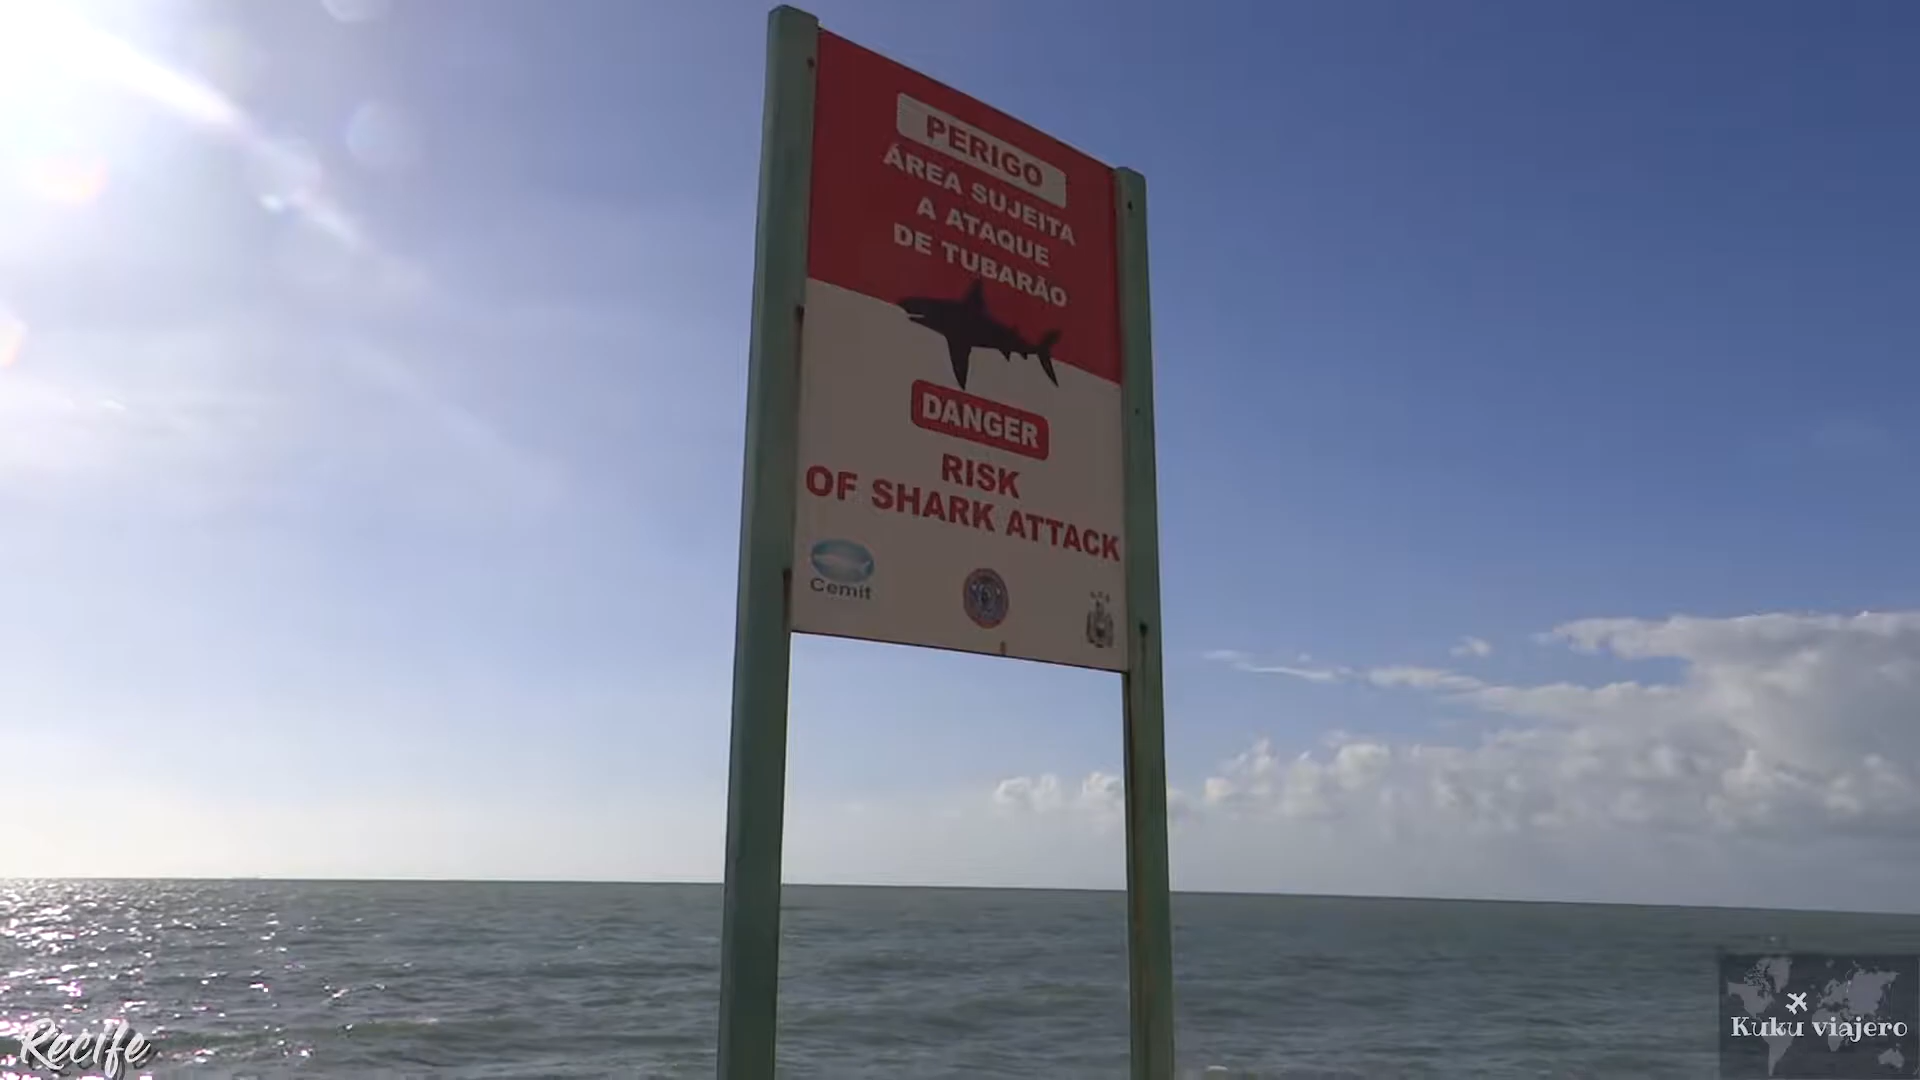 PERIGO
ÁREA SUJEITA
A ATAQUE
DE TUBARÃO
DANGER
RISK
OF SHARK ATTACK
Cemit
Recife
Kuku viajero